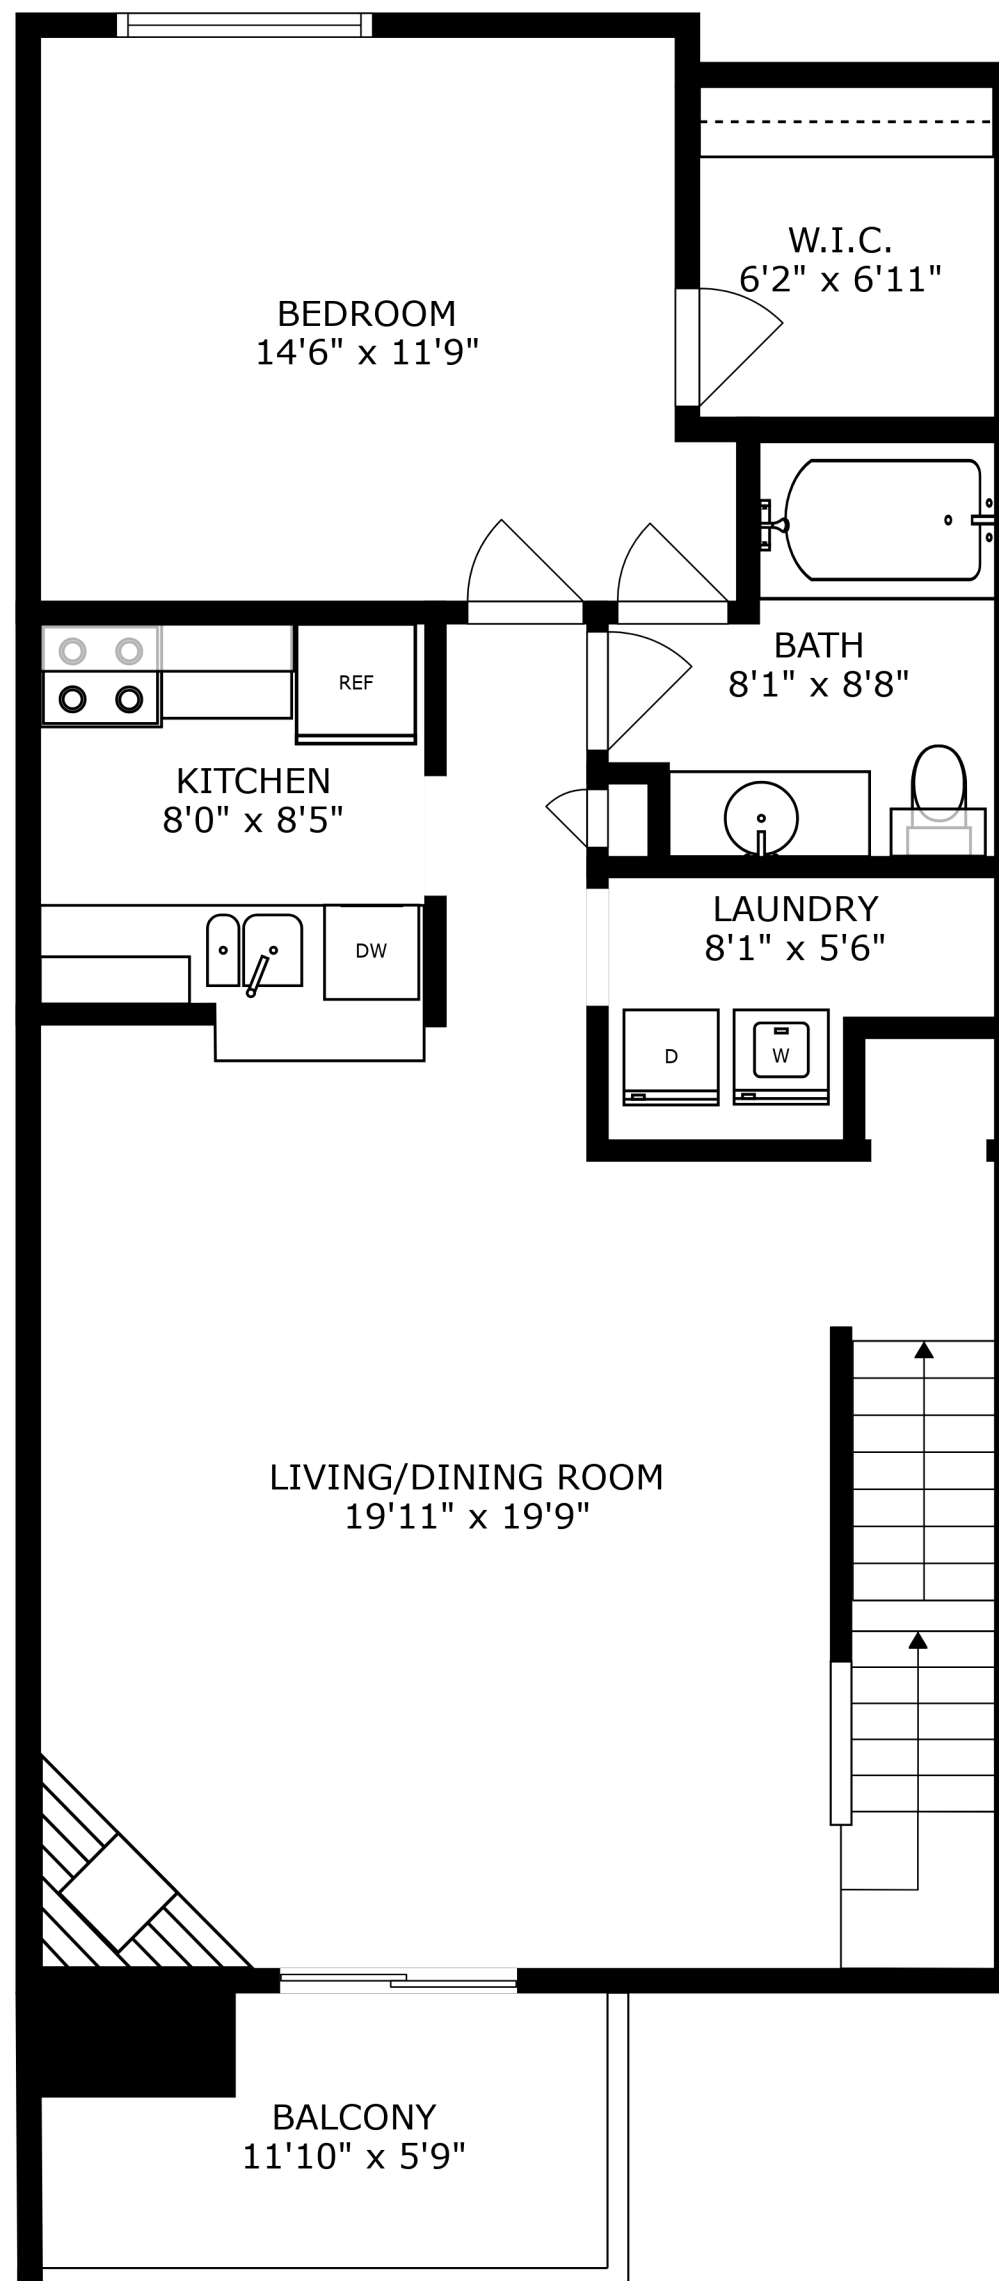 W.I.C.
6'2" x 6'11"
BEDROOM
14'6" x 11'9"
BATH
8'1" x 8'8"
REF
KITCHEN
8'0" x 8'5"
LAUNDRY
8'1" x 5'6"
DW
D
W
LIVING/DINING ROOM
19'11" x 19'9"
BALCONY
11'10" x 5'9"